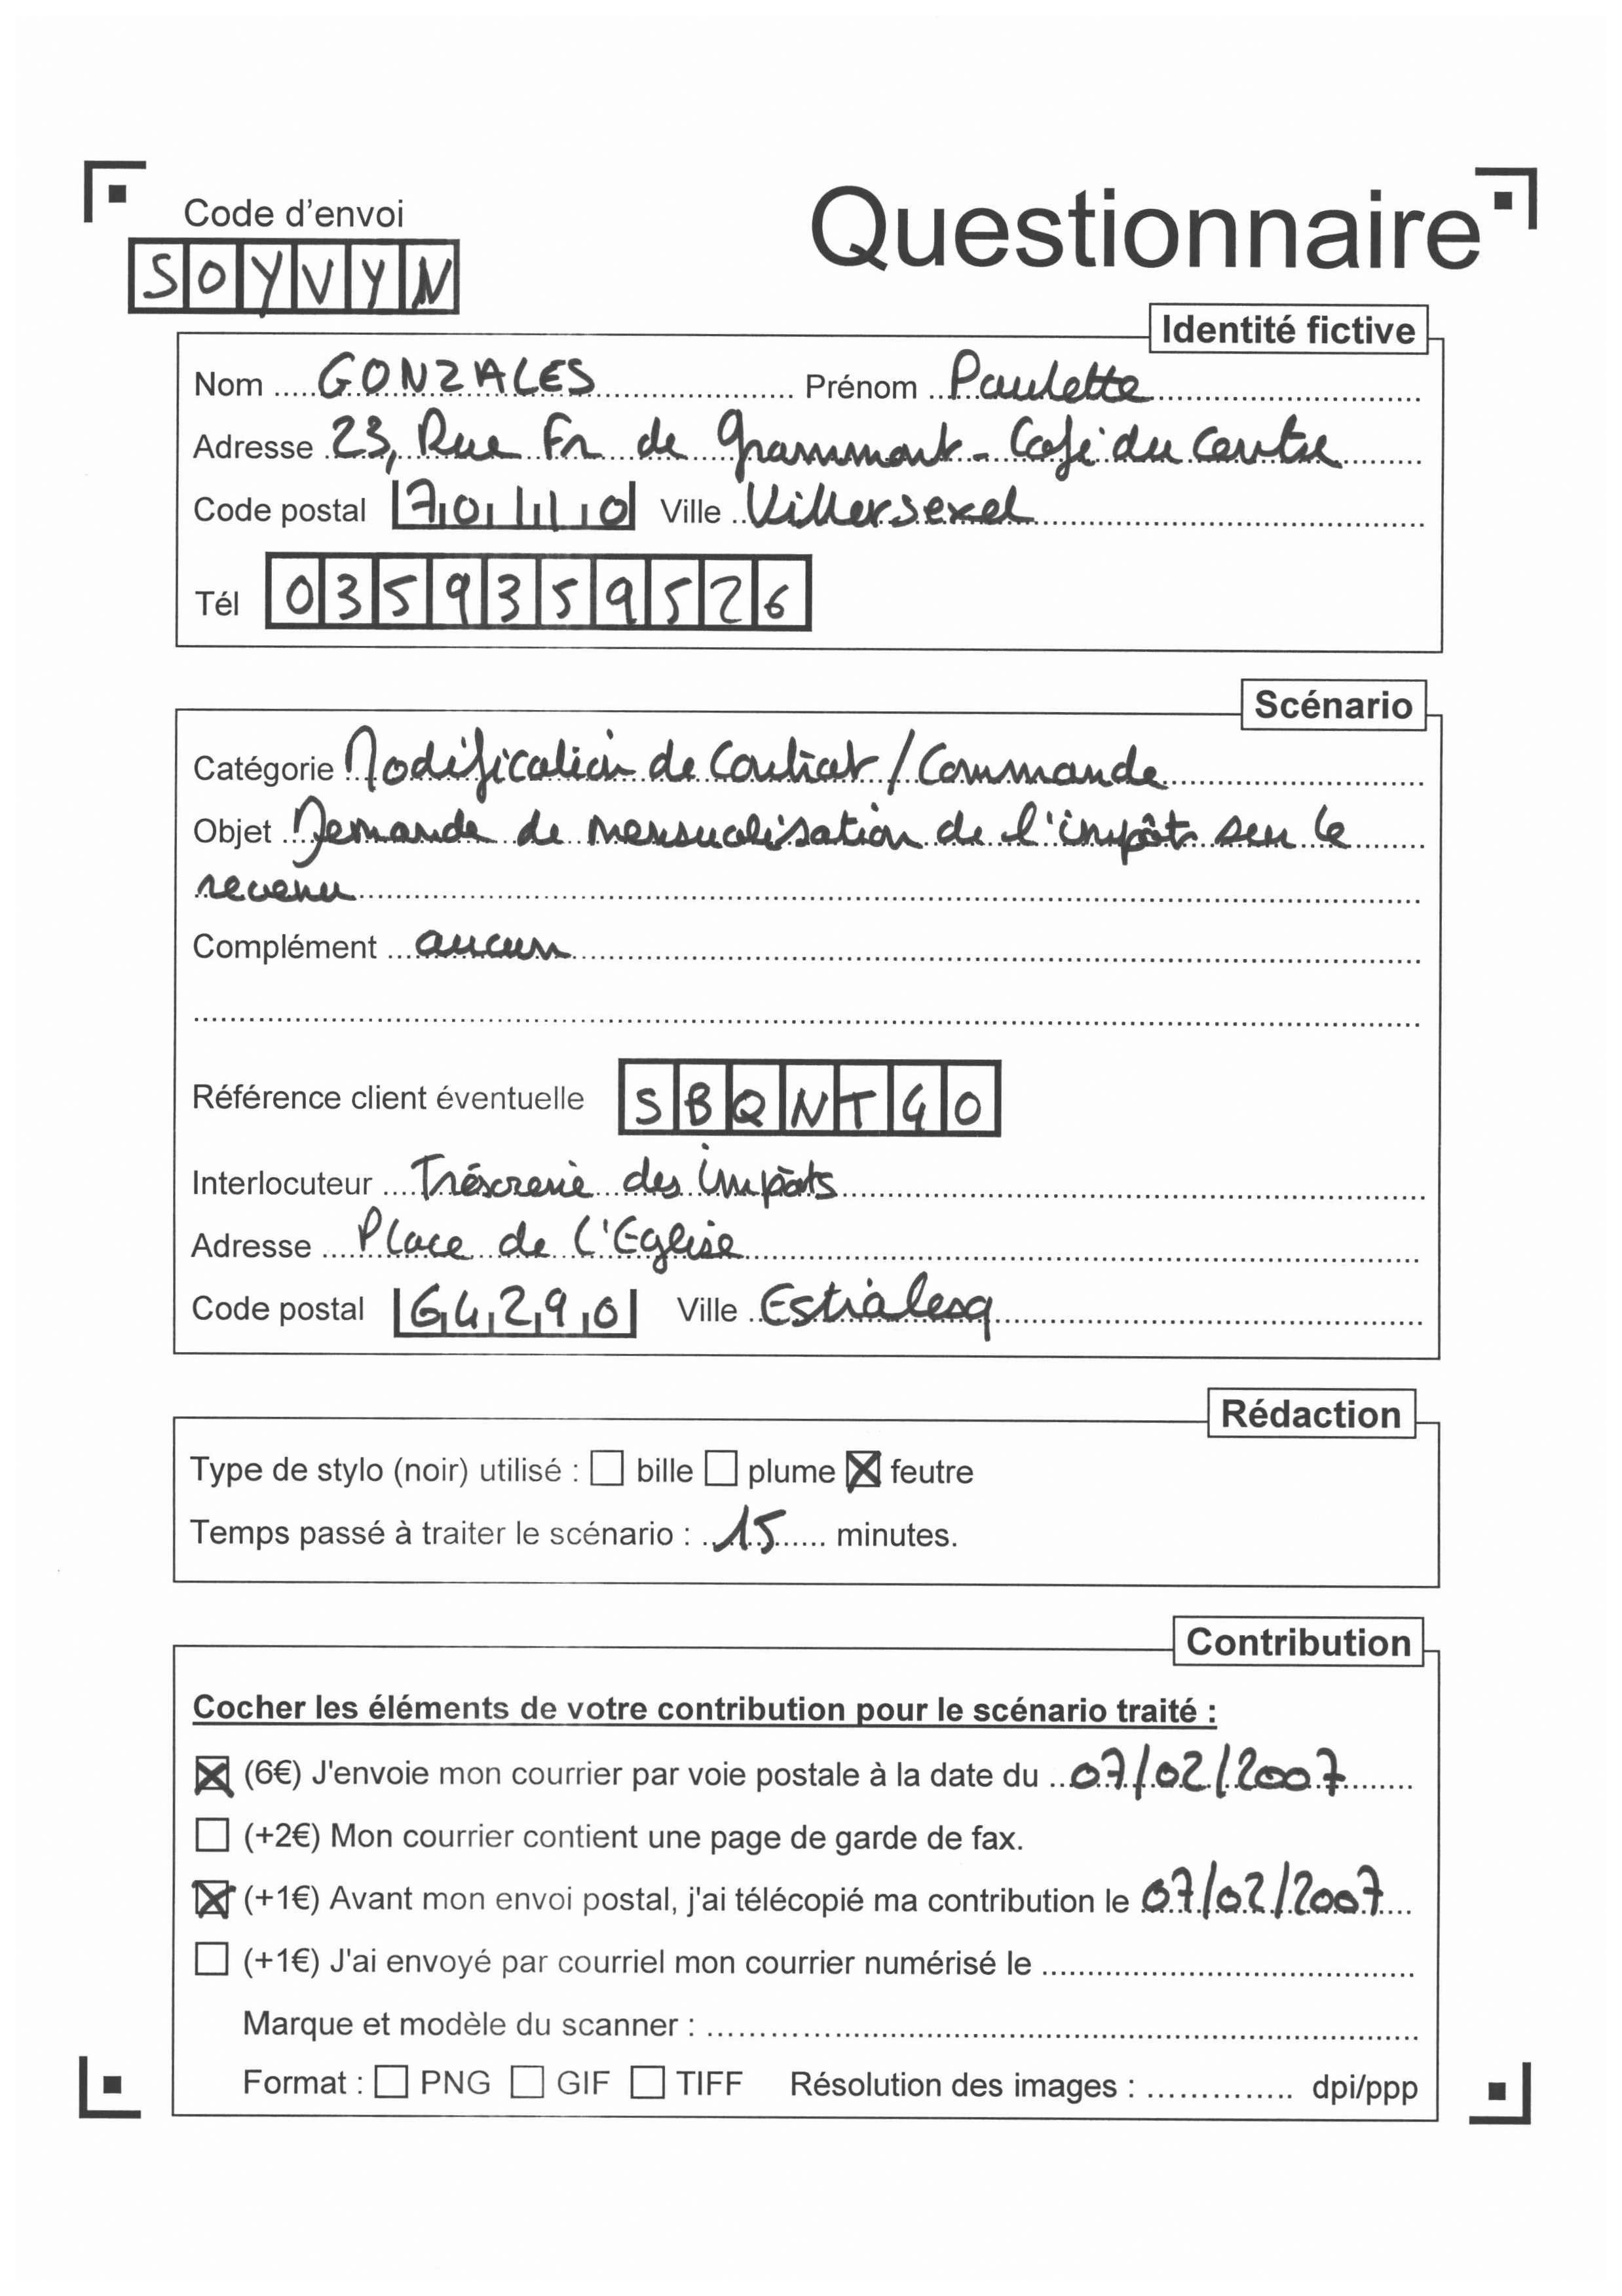 Code d'envoi
Questionnaire
SOYVYN
Identité fictive
Nom GONZALES Prénom Paulette
Adresse 23, Rue Fr de Grammont - Café du Centre
Code postal 70110 Ville Villersexel
Tél 0359359526
Scénario
Catégorie Modification de Contrat / Commande
Objet Demande de mensualisation de l'impôts sur le
revenu
Complément aucun
Référence client éventuelle SBQNT40
Interlocuteur Trésorerie des impôts
Adresse Place de l'Eglise
Code postal 64290 Ville Estialesq
Rédaction
Type de stylo (noir) utilisé : ☐ bille ☐ plume ☒ feutre
Temps passé à traiter le scénario : 15 minutes.
Contribution
Cocher les éléments de votre contribution pour le scénario traité :
☒ (6€) J'envoie mon courrier par voie postale à la date du 07/02/2007
☐ (+2€) Mon courrier contient une page de garde de fax.
☒ (+1€) Avant mon envoi postal, j'ai télécopié ma contribution le 07/02/2007
☐ (+1€) J'ai envoyé par courriel mon courrier numérisé le
Marque et modèle du scanner :
Format : ☐ PNG ☐ GIF ☐ TIFF Résolution des images : dpi/ppp